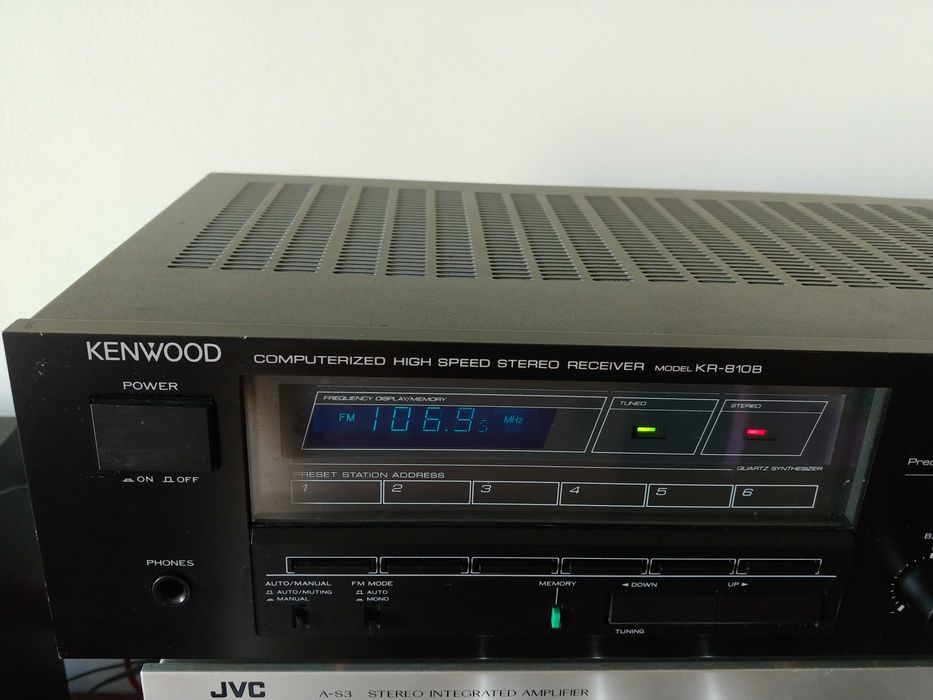 KENWOOD
COMPUTERIZED HIGH SPEED STEREO RECEIVER MODEL KR-810B
POWER
ON OFF
FREQUENCY DISPLAY/MEMORY
FM 106.95 MHz
TUNED
STEREO
QUARTZ SYNTHESIZER
PRESET STATION ADDRESS
1 2 3 4 5 6
PHONES
AUTO/MANUAL
AUTO/MUTING
MANUAL
FM MODE
AUTO
MONO
MEMORY
◄ DOWN UP ►
TUNING
JVC A-S3 STEREO INTEGRATED AMPLIFIER